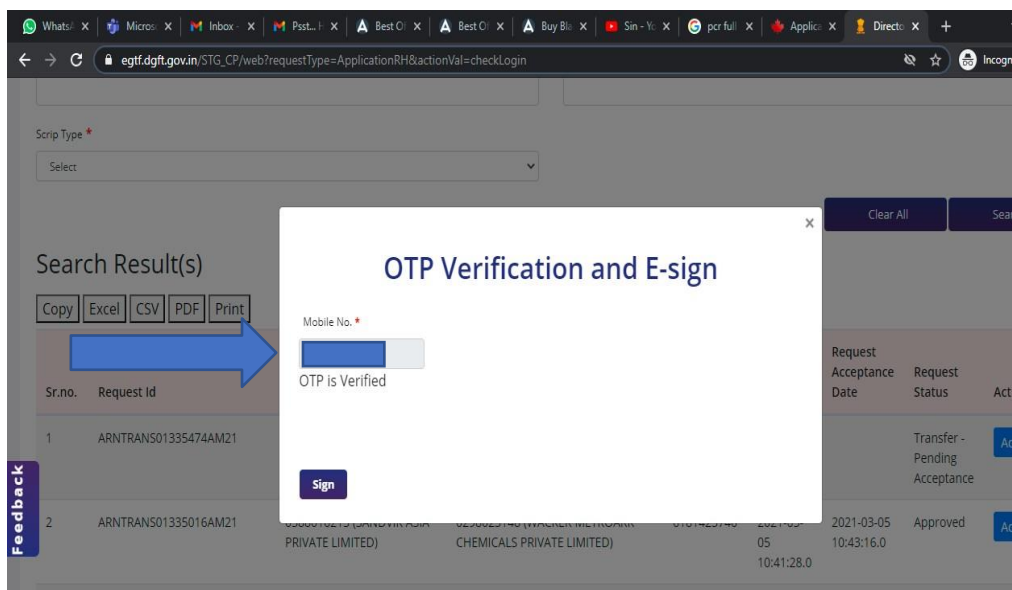 WhatsA
Micros
Inbox -
Psst... H
Best Of
Best Of
Buy Bla
Sin - Yo
pcr full
Applica
Directo
egtf.dgft.gov.in/STG_CP/web?requestType=ApplicationRH&actionVal=checkLogin
Incogn
Scrip Type *
Select
Clear All
Sea
Search Result(s)
Copy Excel CSV PDF Print
OTP Verification and E-sign
Mobile No. *
OTP is Verified
Sign
Sr.no. Request Id
Request
Acceptance
Date
Request
Status
Act
1 ARNTRANS01335474AM21
Transfer -
Pending
Acceptance
Ac
2 ARNTRANS01335016AM21
PRIVATE LIMITED)
CHEMICALS PRIVATE LIMITED)
05
10:41:28.0
2021-03-05
10:43:16.0
Approved
Ac
Feedback